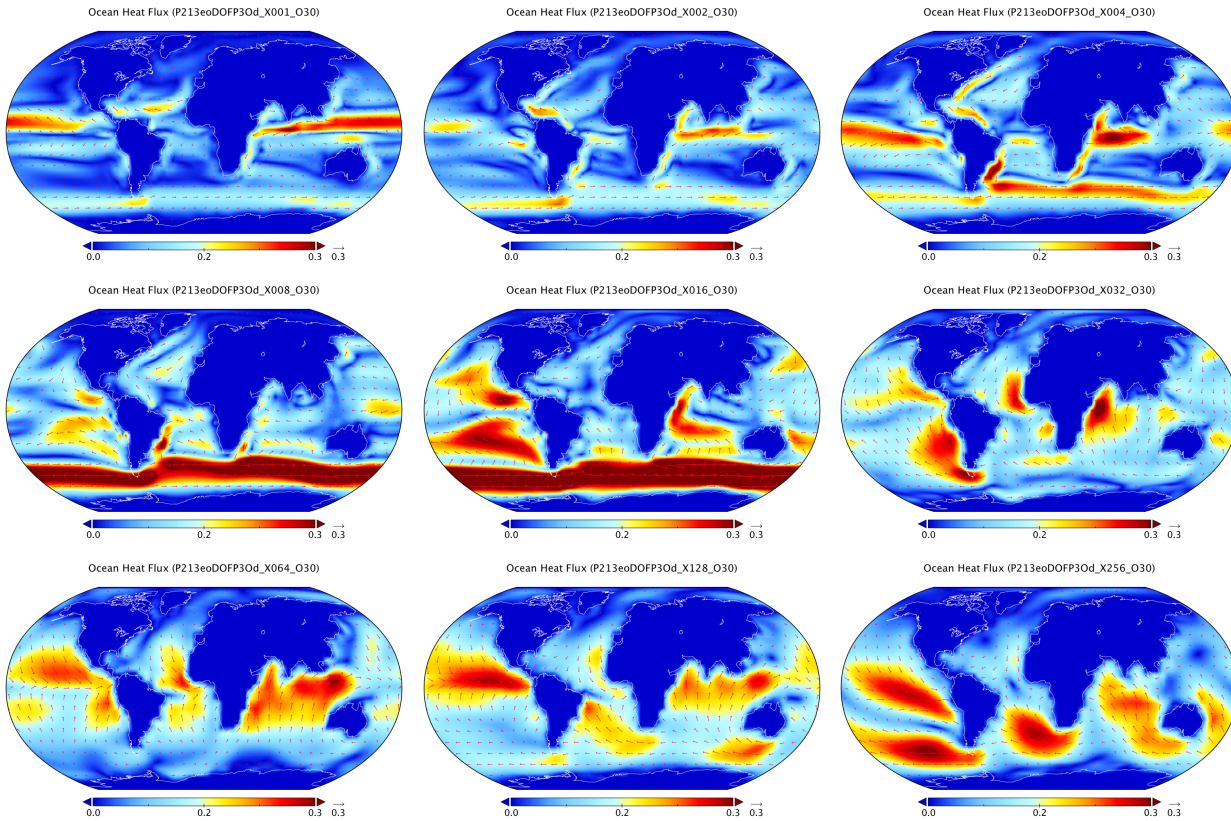 Ocean Heat Flux (P213eoDOFP3Od_X001_O30)
0.0 0.2 0.3 0.3
Ocean Heat Flux (P213eoDOFP3Od_X002_O30)
0.0 0.2 0.3 0.3
Ocean Heat Flux (P213eoDOFP3Od_X004_O30)
0.0 0.2 0.3 0.3
Ocean Heat Flux (P213eoDOFP3Od_X008_O30)
0.0 0.2 0.3 0.3
Ocean Heat Flux (P213eoDOFP3Od_X016_O30)
0.0 0.2 0.3 0.3
Ocean Heat Flux (P213eoDOFP3Od_X032_O30)
0.0 0.2 0.3 0.3
Ocean Heat Flux (P213eoDOFP3Od_X064_O30)
0.0 0.2 0.3 0.3
Ocean Heat Flux (P213eoDOFP3Od_X128_O30)
0.0 0.2 0.3 0.3
Ocean Heat Flux (P213eoDOFP3Od_X256_O30)
0.0 0.2 0.3 0.3